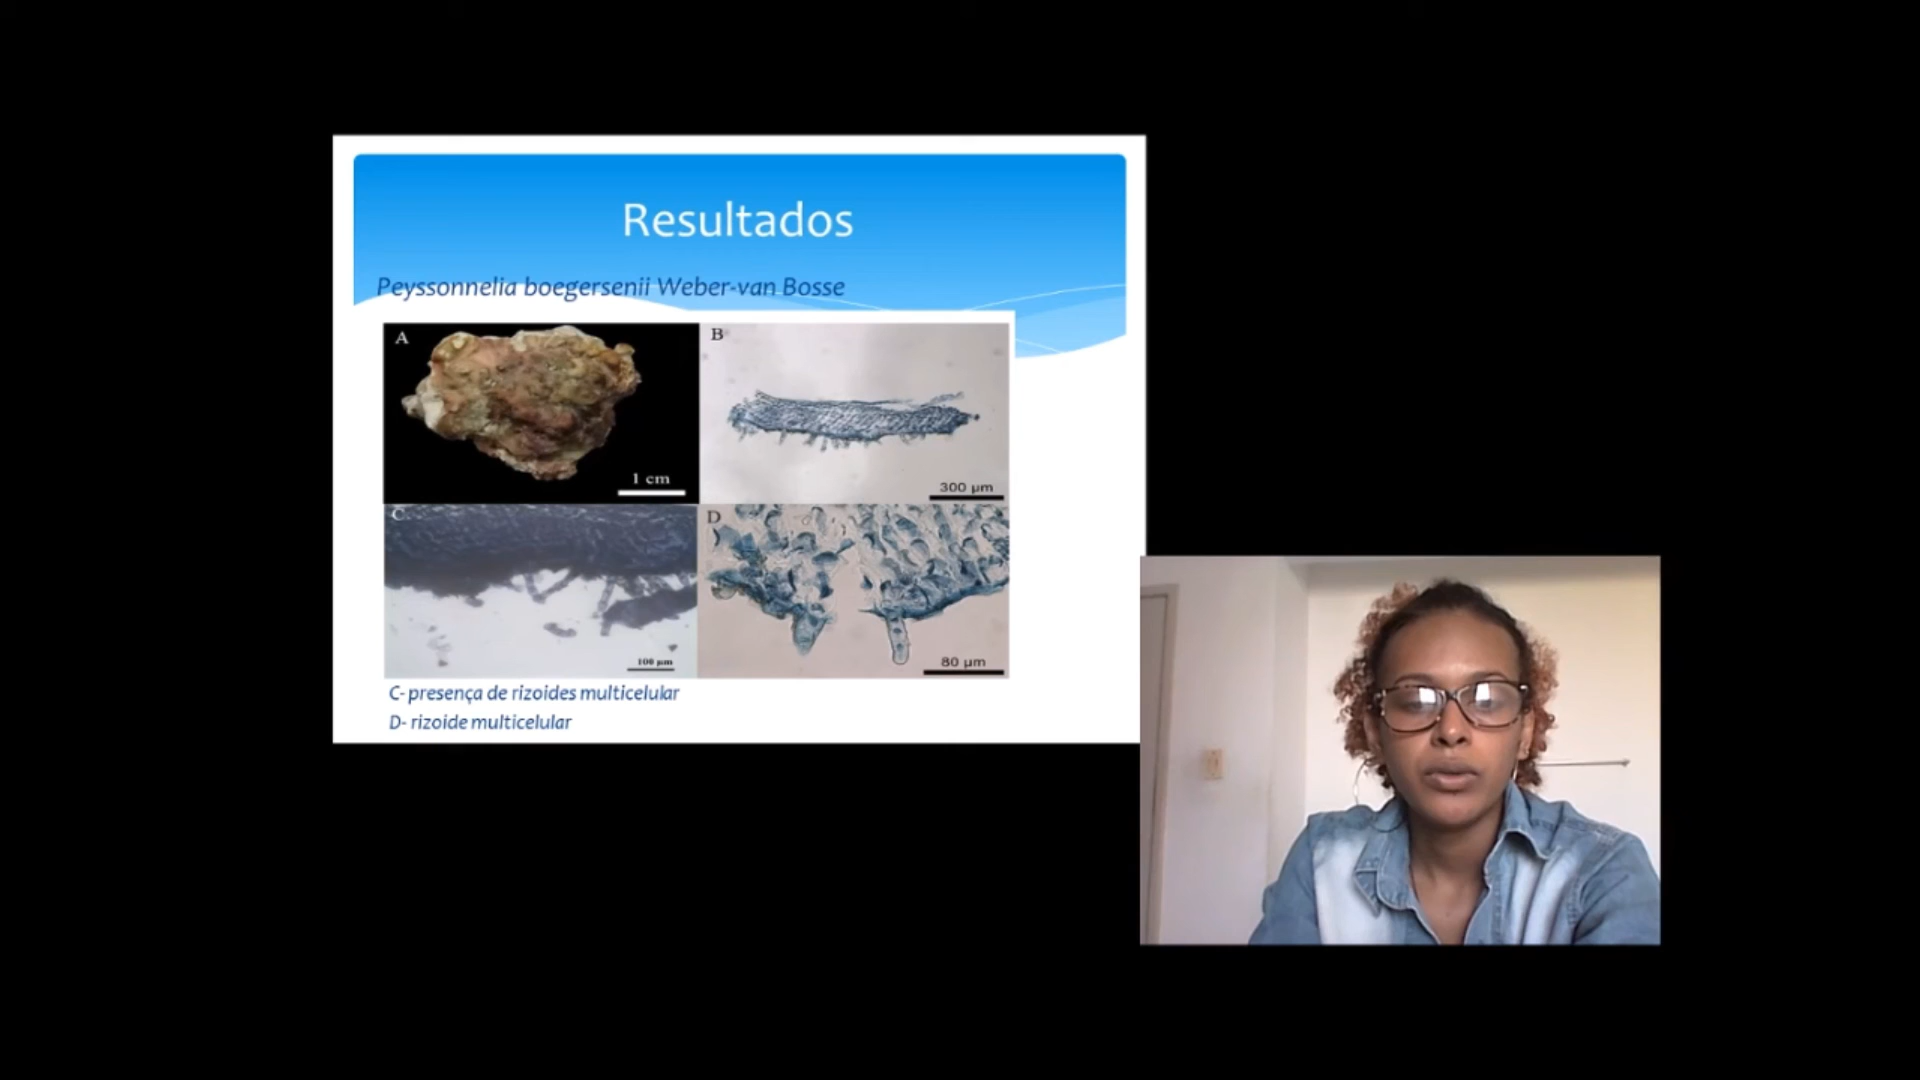 Resultados
Peyssonnelia boegersenii Weber-van Bosse
A
B
1 cm
300 µm
C
D
100 µm
80 µm
C- presença de rizoides multicelular
D- rizoide multicelular